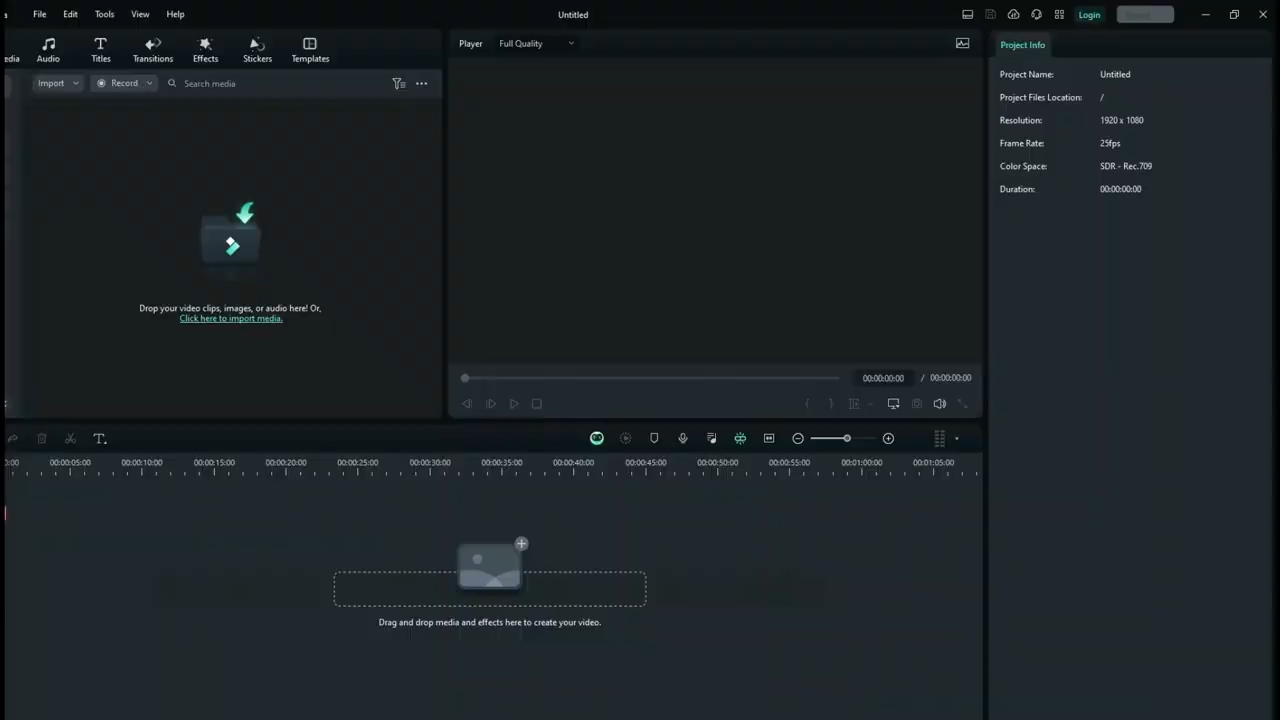 File Edit Tools View Help Untitled Login
edia Audio Titles Transitions Effects Stickers Templates
Import Record Search media
Drop your video clips, images, or audio here! Or,
Click here to import media.
Player Full Quality
00:00:00:00 / 00:00:00:00
Project Info
Project Name: Untitled
Project Files Location: /
Resolution: 1920 x 1080
Frame Rate: 25fps
Color Space: SDR - Rec.709
Duration: 00:00:00:00
0:00 00:00:05:00 00:00:10:00 00:00:15:00 00:00:20:00 00:00:25:00 00:00:30:00 00:00:35:00 00:00:40:00 00:00:45:00 00:00:50:00 00:00:55:00 00:01:00:00 00:01:05:00
Drag and drop media and effects here to create your video.